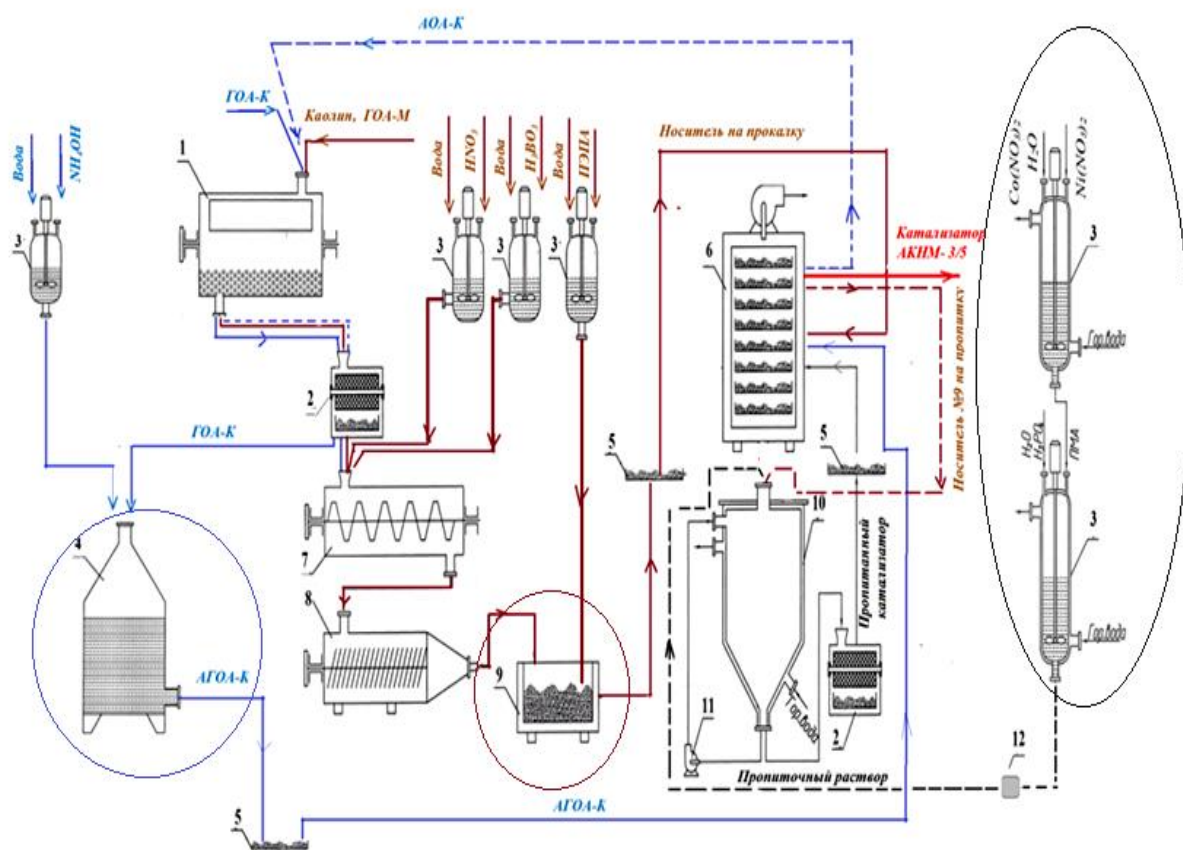 АОА-К
ГОА-К
Каолин, ГОА-М
Вода
NH₄OH
1
3
Вода
HNO₃
Вода
H₃BO₃
Вода
ПЭПА
3
3
3
Носитель на прокалку
6
Катализатор
АКНМ- 3/5
Носитель №9 на пропитку
Co(NO₃)₂
H₂O
Ni(NO₃)₂
3
Гор.вода
2
ГОА-К
5
5
H₂O
H₃PO₄
ПМА
3
Гор.вода
4
7
10
Пропитанный
катализатор
8
9
АГОА-К
11
Гор.вода
2
12
Пропиточный раствор
АГОА-К
5